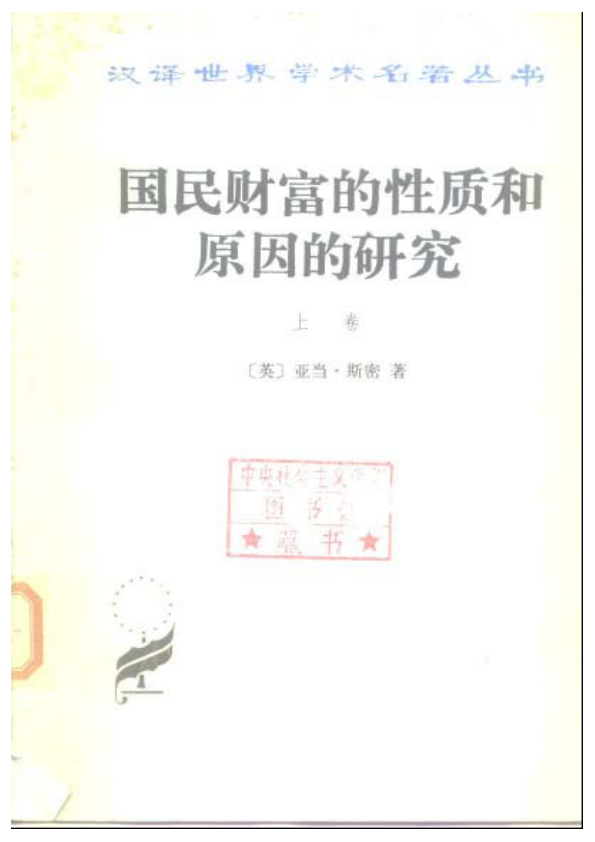 汉译世界学术名著丛书
国民财富的性质和
原因的研究
上 卷
〔英〕亚当·斯密 著
中央社会主义学院
图 书 馆
★ 藏 书 ★